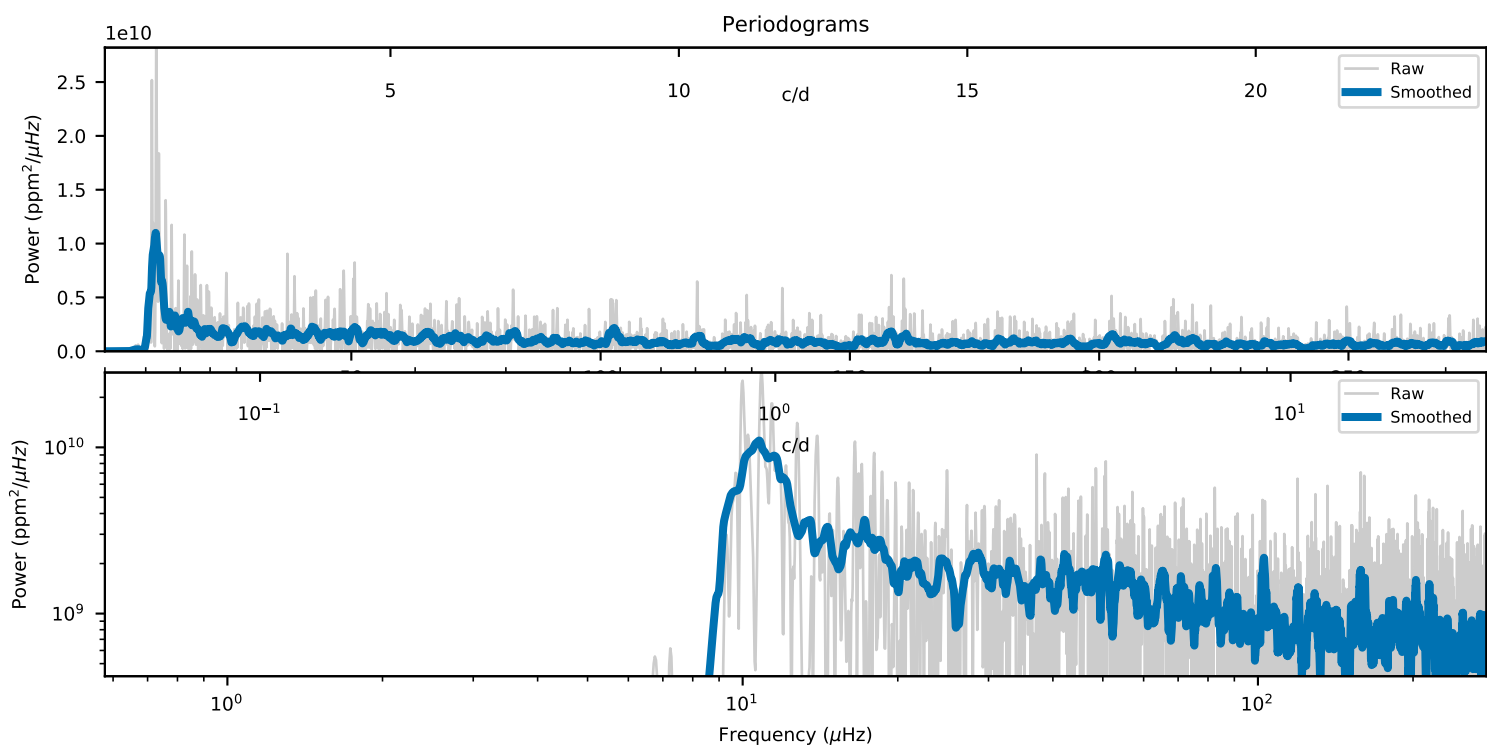 Periodograms
1e10
Raw
Smoothed
5 10 15 20
c/d
2.5
2.0
1.5
1.0
0.5
0.0
Power (ppm²/μHz)
Raw
Smoothed
10⁻¹ 10⁰ 10¹
c/d
10¹⁰
10⁹
Power (ppm²/μHz)
10⁰ 10¹ 10²
Frequency (μHz)